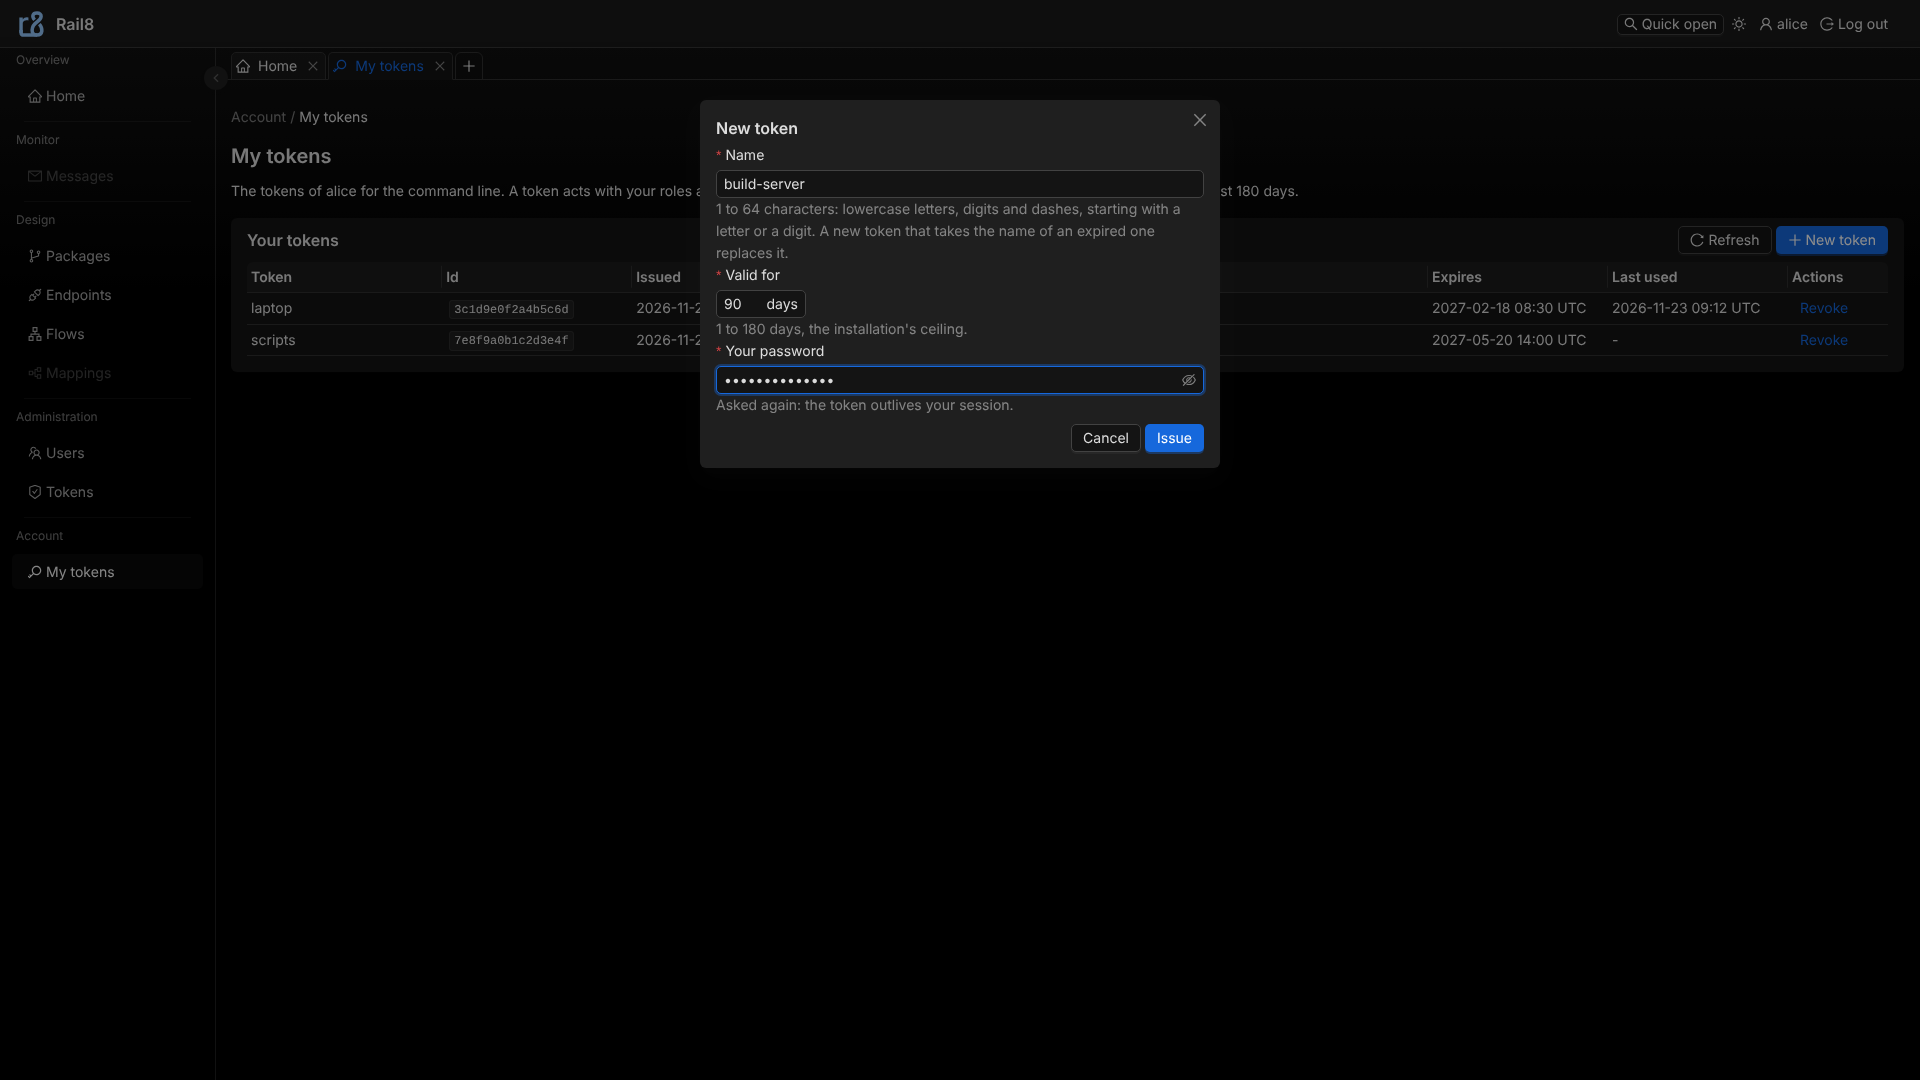 Rail8
Quick open
alice
Log out
Overview
Home
Monitor
Messages
Design
Packages
Endpoints
Flows
Mappings
Administration
Users
Tokens
Account
My tokens
Home
My tokens
Account / My tokens
My tokens
The tokens of alice for the command line. A token acts with your roles
st 180 days.
Your tokens
Refresh
New token
Token Id Issued Expires Last used Actions
laptop 3c1d9e0f2a4b5c6d 2026-11-2 2027-02-18 08:30 UTC 2026-11-23 09:12 UTC Revoke
scripts 7e8f9a0b1c2d3e4f 2026-11-2 2027-05-20 14:00 UTC - Revoke
New token
* Name
build-server
1 to 64 characters: lowercase letters, digits and dashes, starting with a
letter or a digit. A new token that takes the name of an expired one
replaces it.
* Valid for
90 days
1 to 180 days, the installation's ceiling.
* Your password
••••••••••••••
Asked again: the token outlives your session.
Cancel
Issue